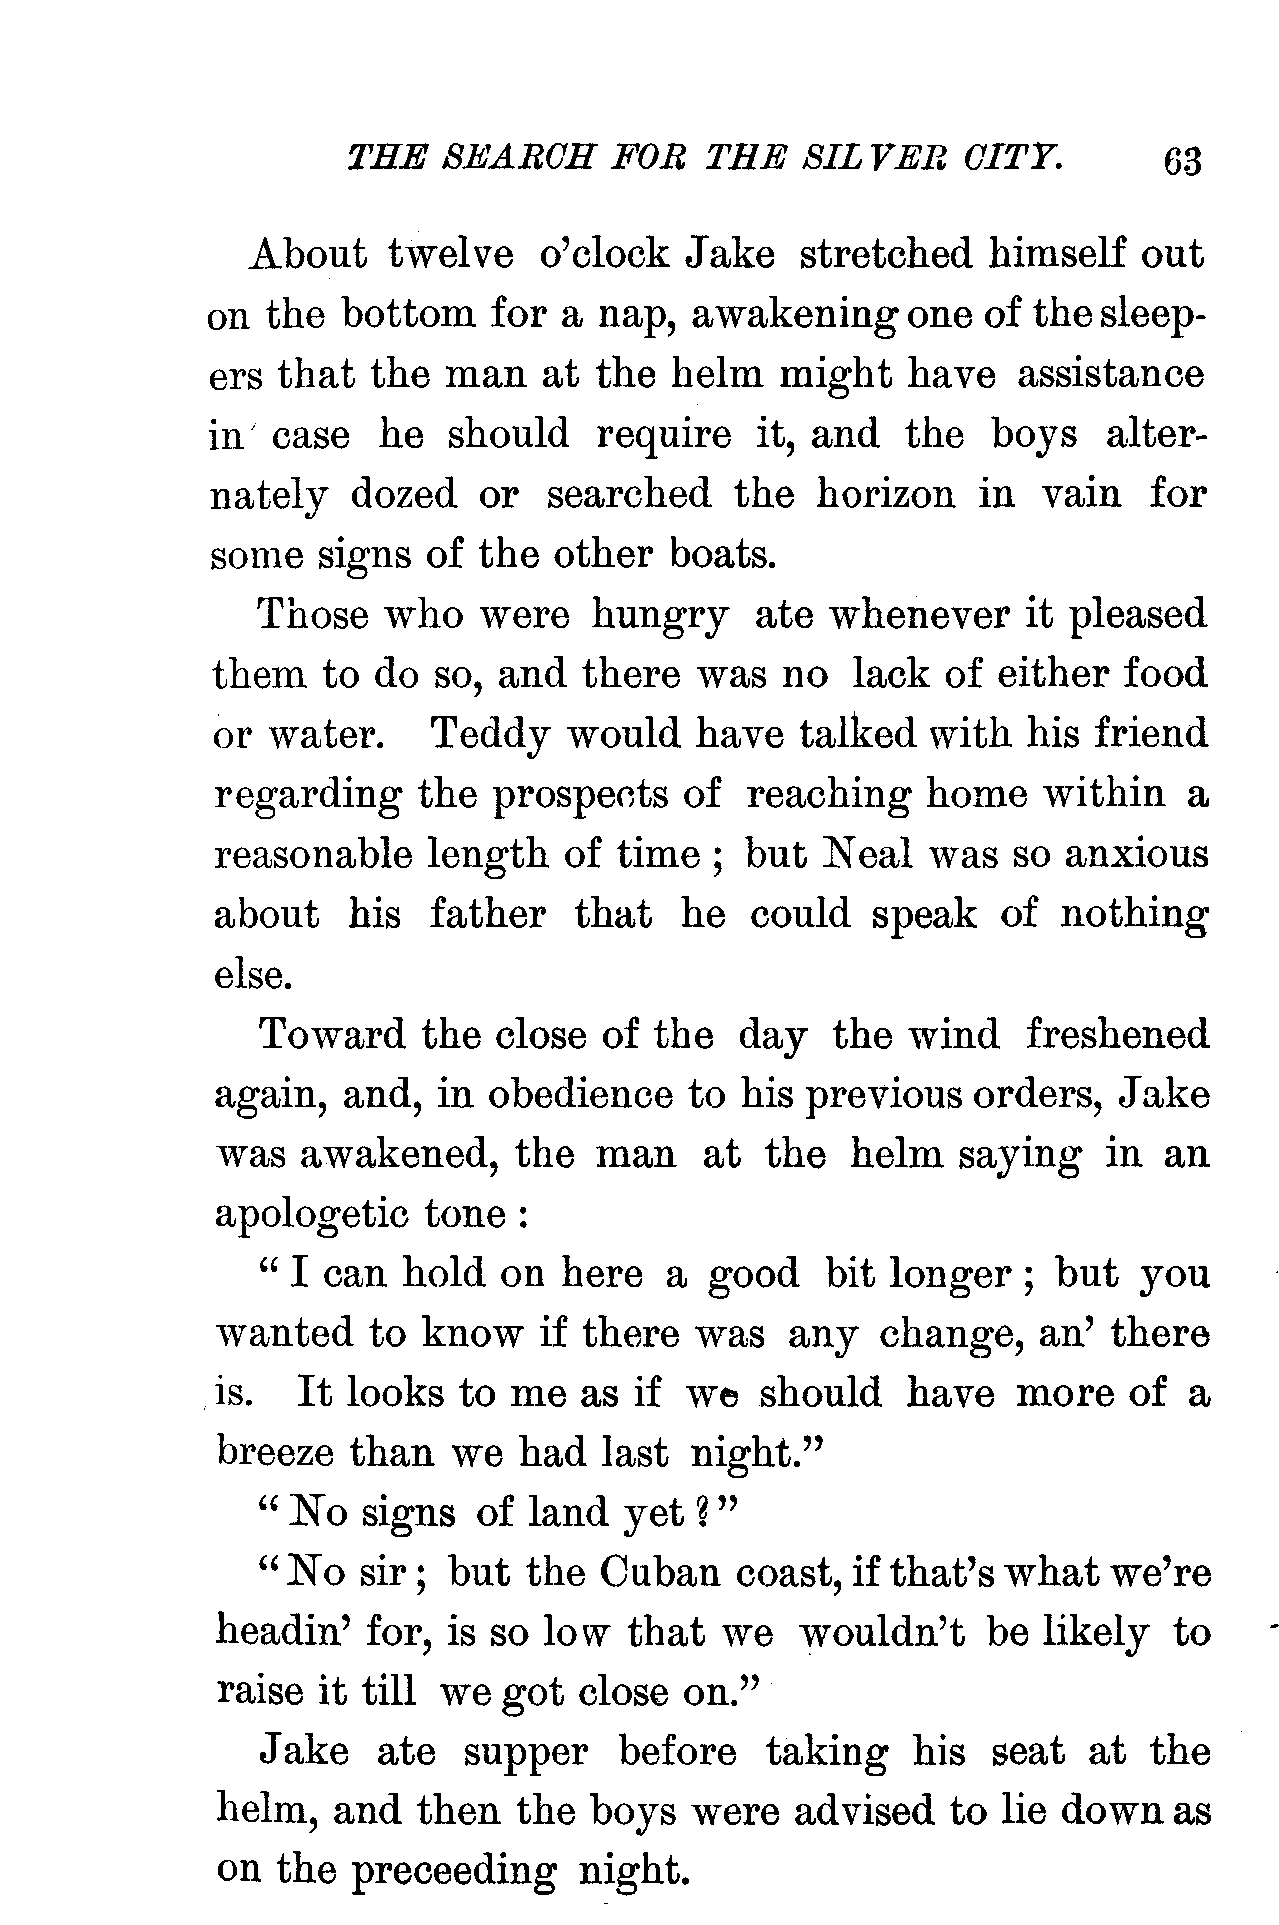 THE SEARCH FOR THE SILVER CITY. 63
About twelve o'clock Jake stretched himself out
on the bottom for a nap, awakening one of the sleep-
ers that the man at the helm might have assistance
in case he should require it, and the boys alter-
nately dozed or searched the horizon in vain for
some signs of the other boats.
Those who were hungry ate whenever it pleased
them to do so, and there was no lack of either food
or water. Teddy would have talked with his friend
regarding the prospects of reaching home within a
reasonable length of time ; but Neal was so anxious
about his father that he could speak of nothing
else.
Toward the close of the day the wind freshened
again, and, in obedience to his previous orders, Jake
was awakened, the man at the helm saying in an
apologetic tone :
“ I can hold on here a good bit longer ; but you
wanted to know if there was any change, an’ there
is. It looks to me as if we should have more of a
breeze than we had last night.”
“ No signs of land yet ? ”
“ No sir ; but the Cuban coast, if that’s what we’re
headin’ for, is so low that we wouldn’t be likely to
raise it till we got close on.”
Jake ate supper before taking his seat at the
helm, and then the boys were advised to lie down as
on the preceeding night.